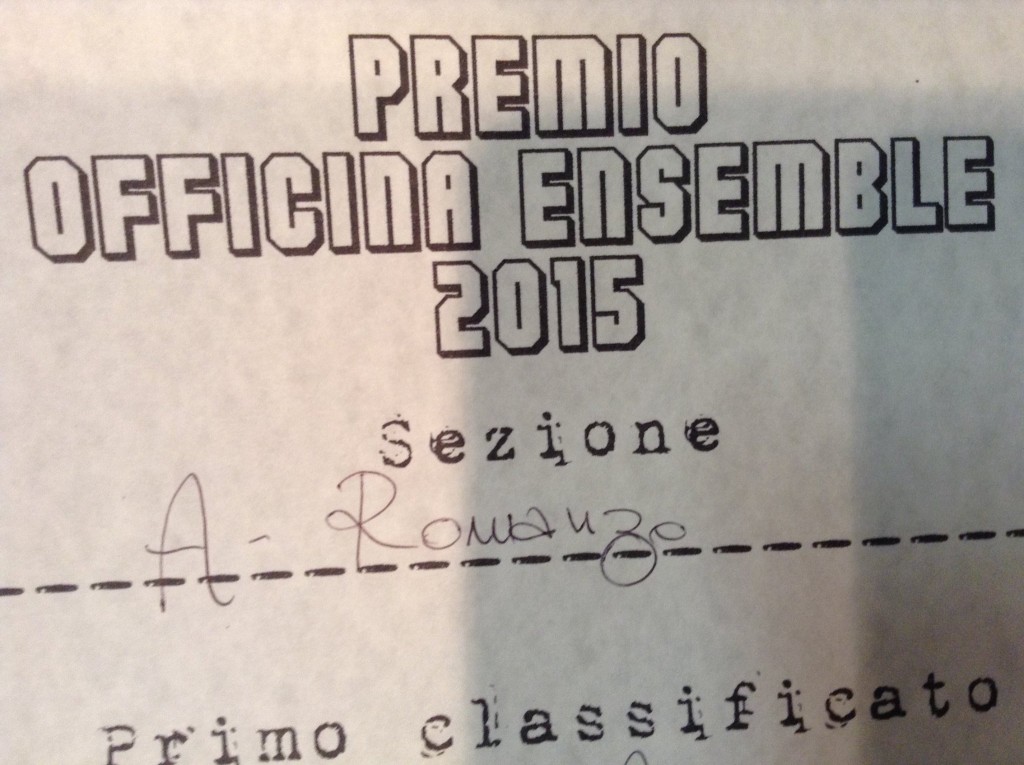 PREMIO
OFFICINA ENSEMBLE
2015
Sezione
A - Romanzo
Primo classificato